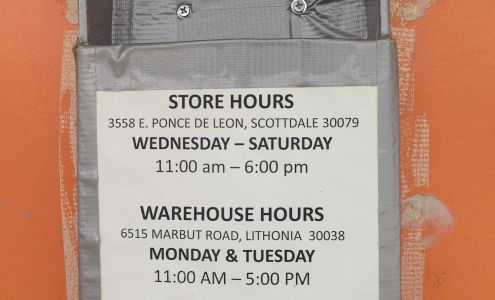 STORE HOURS
3558 E. PONCE DE LEON, SCOTTDALE 30079
WEDNESDAY – SATURDAY
11:00 am – 6:00 pm
WAREHOUSE HOURS
6515 MARBUT ROAD, LITHONIA 30038
MONDAY & TUESDAY
11:00 AM – 5:00 PM